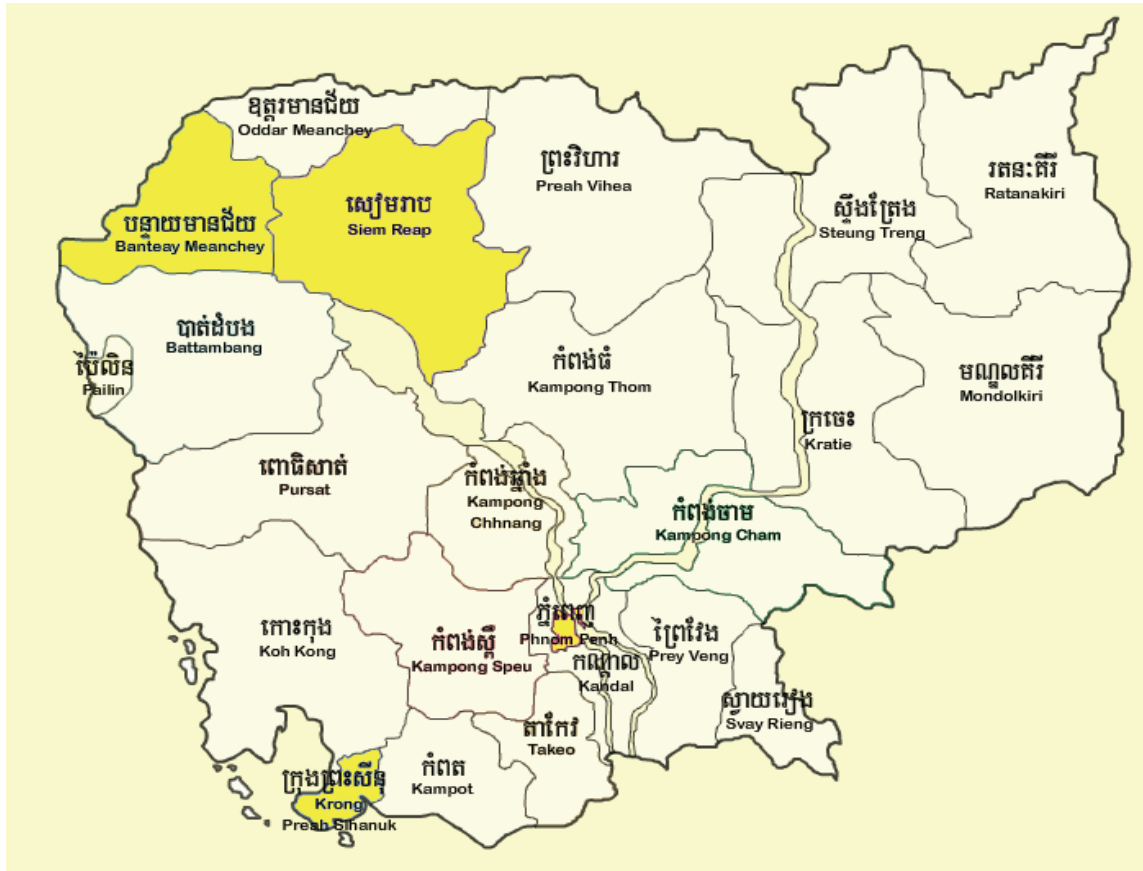 ឧត្តរមានជ័យ
Oddar Meanchey
ព្រះវិហារ
Preah Vihea
រតនៈគីរី
Ratanakiri
សៀមរាប
Siem Reap
ស្ទឹងត្រែង
Steung Treng
បន្ទាយមានជ័យ
Banteay Meanchey
បាត់ដំបង
Battambang
ប៉ៃលិន
Pailin
កំពង់ធំ
Kampong Thom
មណ្ឌលគីរី
Mondolkiri
ក្រចេះ
Kratie
ពោធិសាត់
Pursat
កំពង់ឆ្នាំង
Kampong
Chhnang
កំពង់ចាម
Kampong Cham
កោះកុង
Koh Kong
កំពង់ស្ពឺ
Kampong Speu
ភ្នំពេញ
Phnom Penh
កណ្តាល
Kandal
ព្រៃវែង
Prey Veng
ស្វាយរៀង
Svay Rieng
តាកែវ
Takeo
កំពត
Kampot
ក្រុងព្រះសីនុ
Krong
Preah Sihanuk